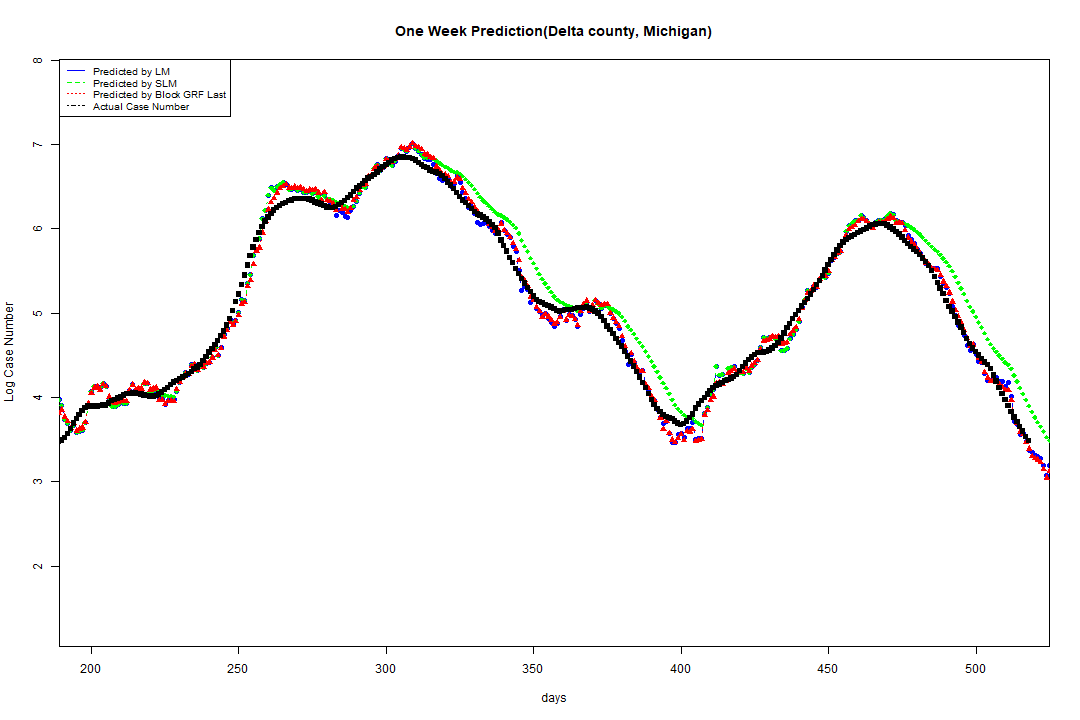 One Week Prediction(Delta county, Michigan)
Predicted by LM
Predicted by SLM
Predicted by Block GRF Last
Actual Case Number
Log Case Number
8
7
6
5
4
3
2
200 250 300 350 400 450 500
days